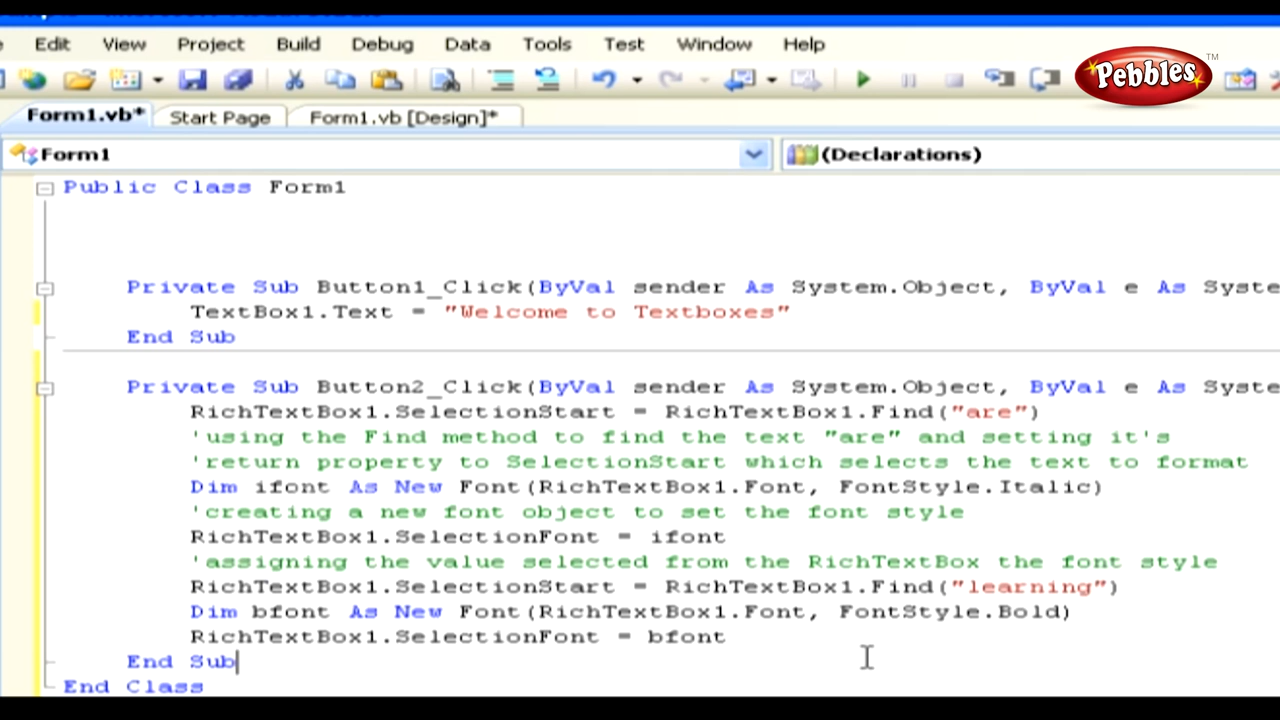 Edit View Project Build Debug Data Tools Test Window Help
Pebbles™
Form1.vb* Start Page Form1.vb [Design]*
Form1 (Declarations)
Public Class Form1
Private Sub Button1_Click(ByVal sender As System.Object, ByVal e As Syste
TextBox1.Text = "Welcome to Textboxes"
End Sub
Private Sub Button2_Click(ByVal sender As System.Object, ByVal e As Syste
RichTextBox1.SelectionStart = RichTextBox1.Find("are")
'using the Find method to find the text "are" and setting it's
'return property to SelectionStart which selects the text to format
Dim ifont As New Font(RichTextBox1.Font, FontStyle.Italic)
'creating a new font object to set the font style
RichTextBox1.SelectionFont = ifont
'assigning the value selected from the RichTextBox the font style
RichTextBox1.SelectionStart = RichTextBox1.Find("learning")
Dim bfont As New Font(RichTextBox1.Font, FontStyle.Bold)
RichTextBox1.SelectionFont = bfont
End Sub
End Class